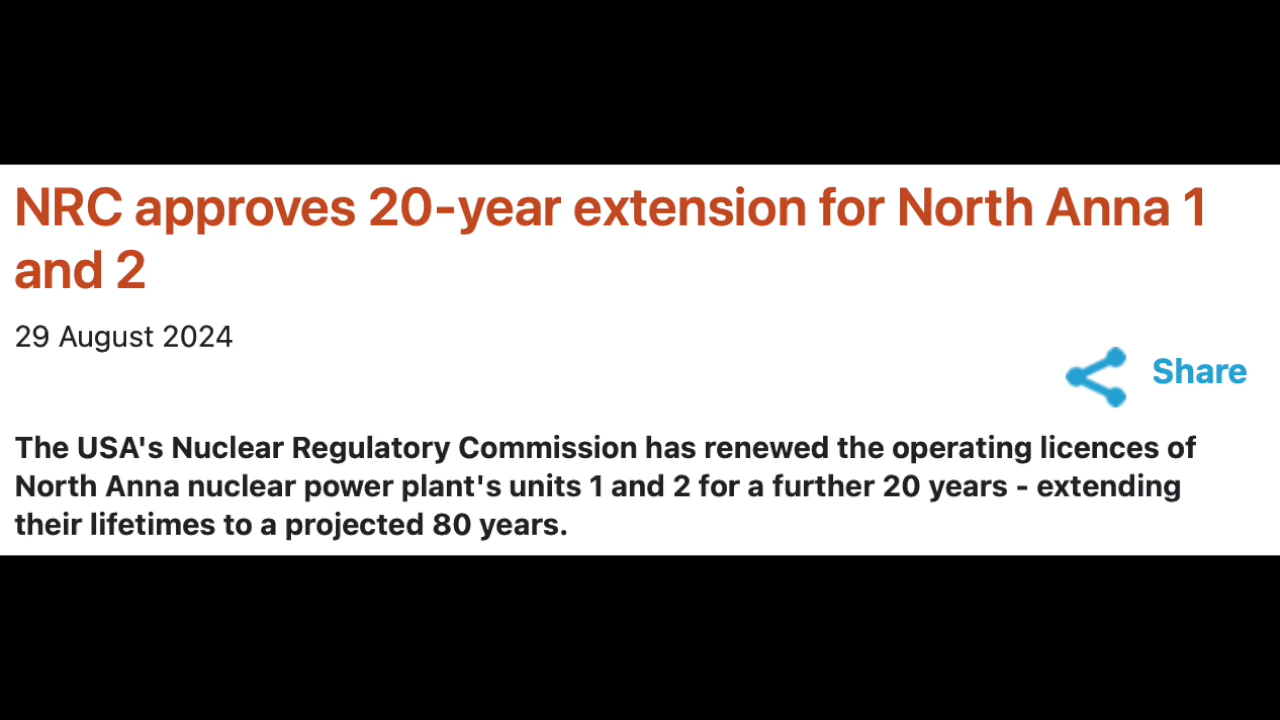 NRC approves 20-year extension for North Anna 1
and 2
29 August 2024
Share
The USA's Nuclear Regulatory Commission has renewed the operating licences of
North Anna nuclear power plant's units 1 and 2 for a further 20 years - extending
their lifetimes to a projected 80 years.